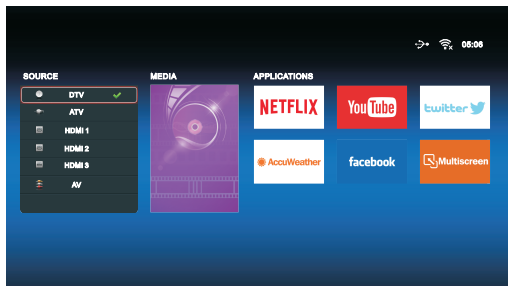 05:05
SOURCE
MEDIA
APPLICATIONS
DTV
ATV
HDMI 1
HDMI 2
HDMI 3
AV
NETFLIX
YouTube
twitter
AccuWeather
facebook
Multiscreen